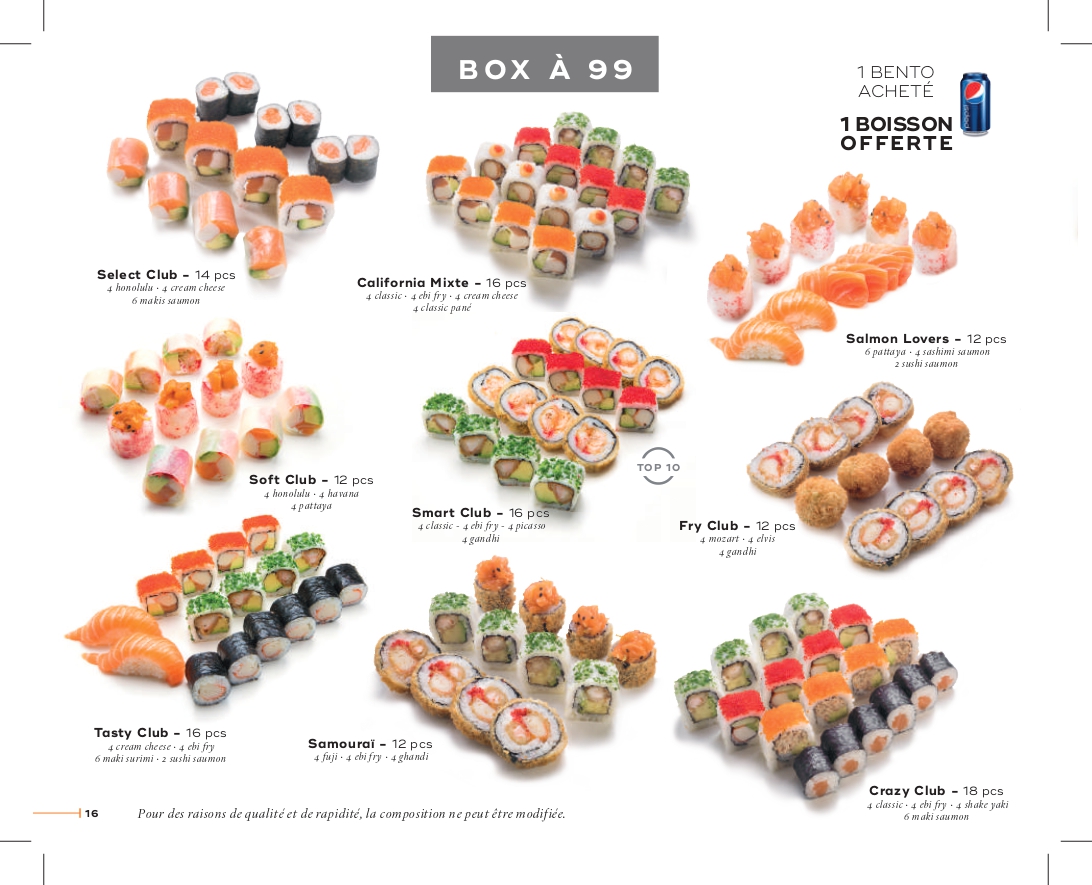 BOX À 99
1 BENTO
ACHETÉ
1 BOISSON
OFFERTE
pepsi
Select Club – 14 pcs
4 honolulu · 4 cream cheese
6 makis saumon
California Mixte – 16 pcs
4 classic · 4 ebi fry · 4 cream cheese
4 classic pané
Salmon Lovers – 12 pcs
6 pattaya · 4 sashimi saumon
2 sushi saumon
Soft Club – 12 pcs
4 honolulu · 4 havana
4 pattaya
Smart Club – 16 pcs
4 classic - 4 ebi fry - 4 picasso
4 gandhi
TOP 10
Fry Club – 12 pcs
4 mozart · 4 elvis
4 gandhi
Tasty Club – 16 pcs
4 cream cheese · 4 ebi fry
6 maki surimi · 2 sushi saumon
Samouraï – 12 pcs
4 fuji · 4 ebi fry · 4 ghandi
Crazy Club – 18 pcs
4 classic · 4 ebi fry · 4 shake yaki
6 maki saumon
16
Pour des raisons de qualité et de rapidité, la composition ne peut être modifiée.